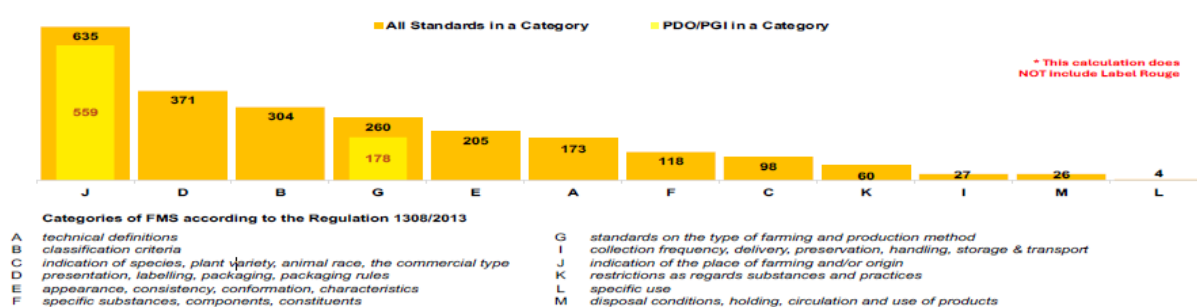 All Standards in a Category PDO/PGI in a Category
* This calculation does
NOT include Label Rouge
635
559
371
304
260
178
205
173
118
98
60
27
26
4
J D B G E A F C K I M L
Categories of FMS according to the Regulation 1308/2013
A technical definitions
B classification criteria
C indication of species, plant variety, animal race, the commercial type
D presentation, labelling, packaging, packaging rules
E appearance, consistency, conformation, characteristics
F specific substances, components, constituents
G standards on the type of farming and production method
I collection frequency, delivery, preservation, handling, storage & transport
J indication of the place of farming and/or origin
K restrictions as regards substances and practices
L specific use
M disposal conditions, holding, circulation and use of products